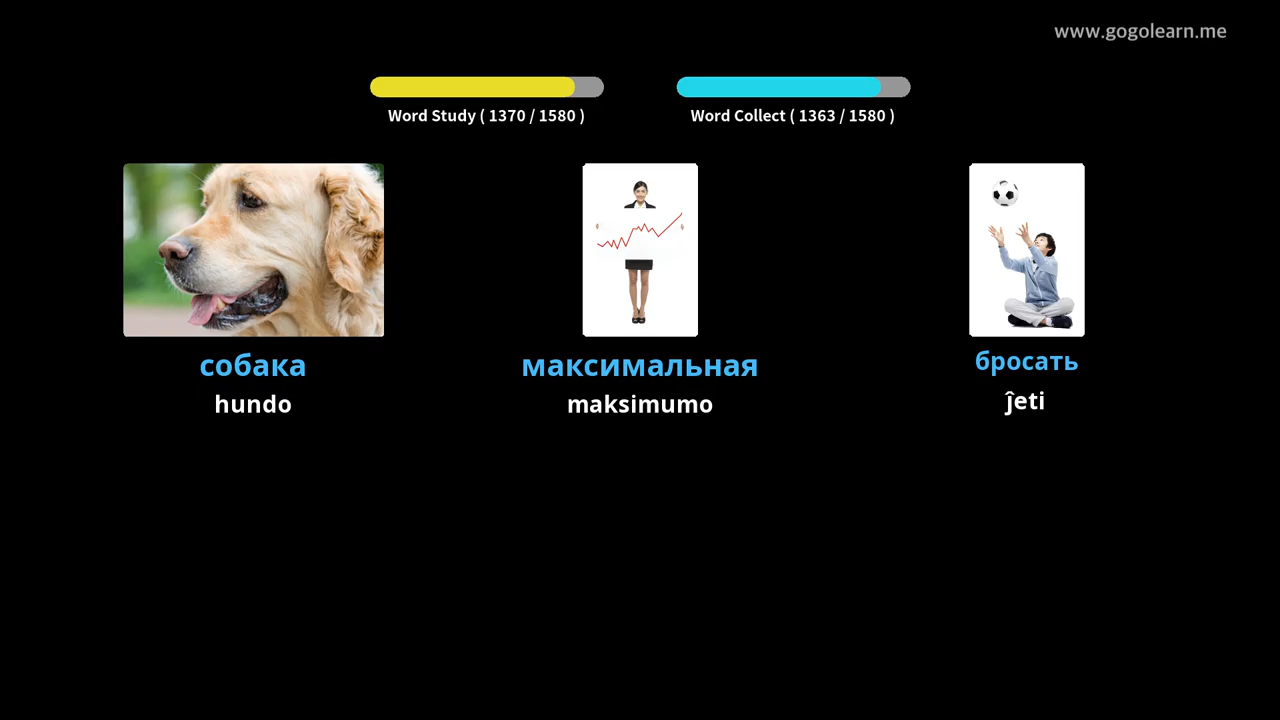 www.gogolearn.me
Word Study ( 1370 / 1580 )
Word Collect ( 1363 / 1580 )
собака
hundo
максимальная
maksimumo
бросать
ĵeti